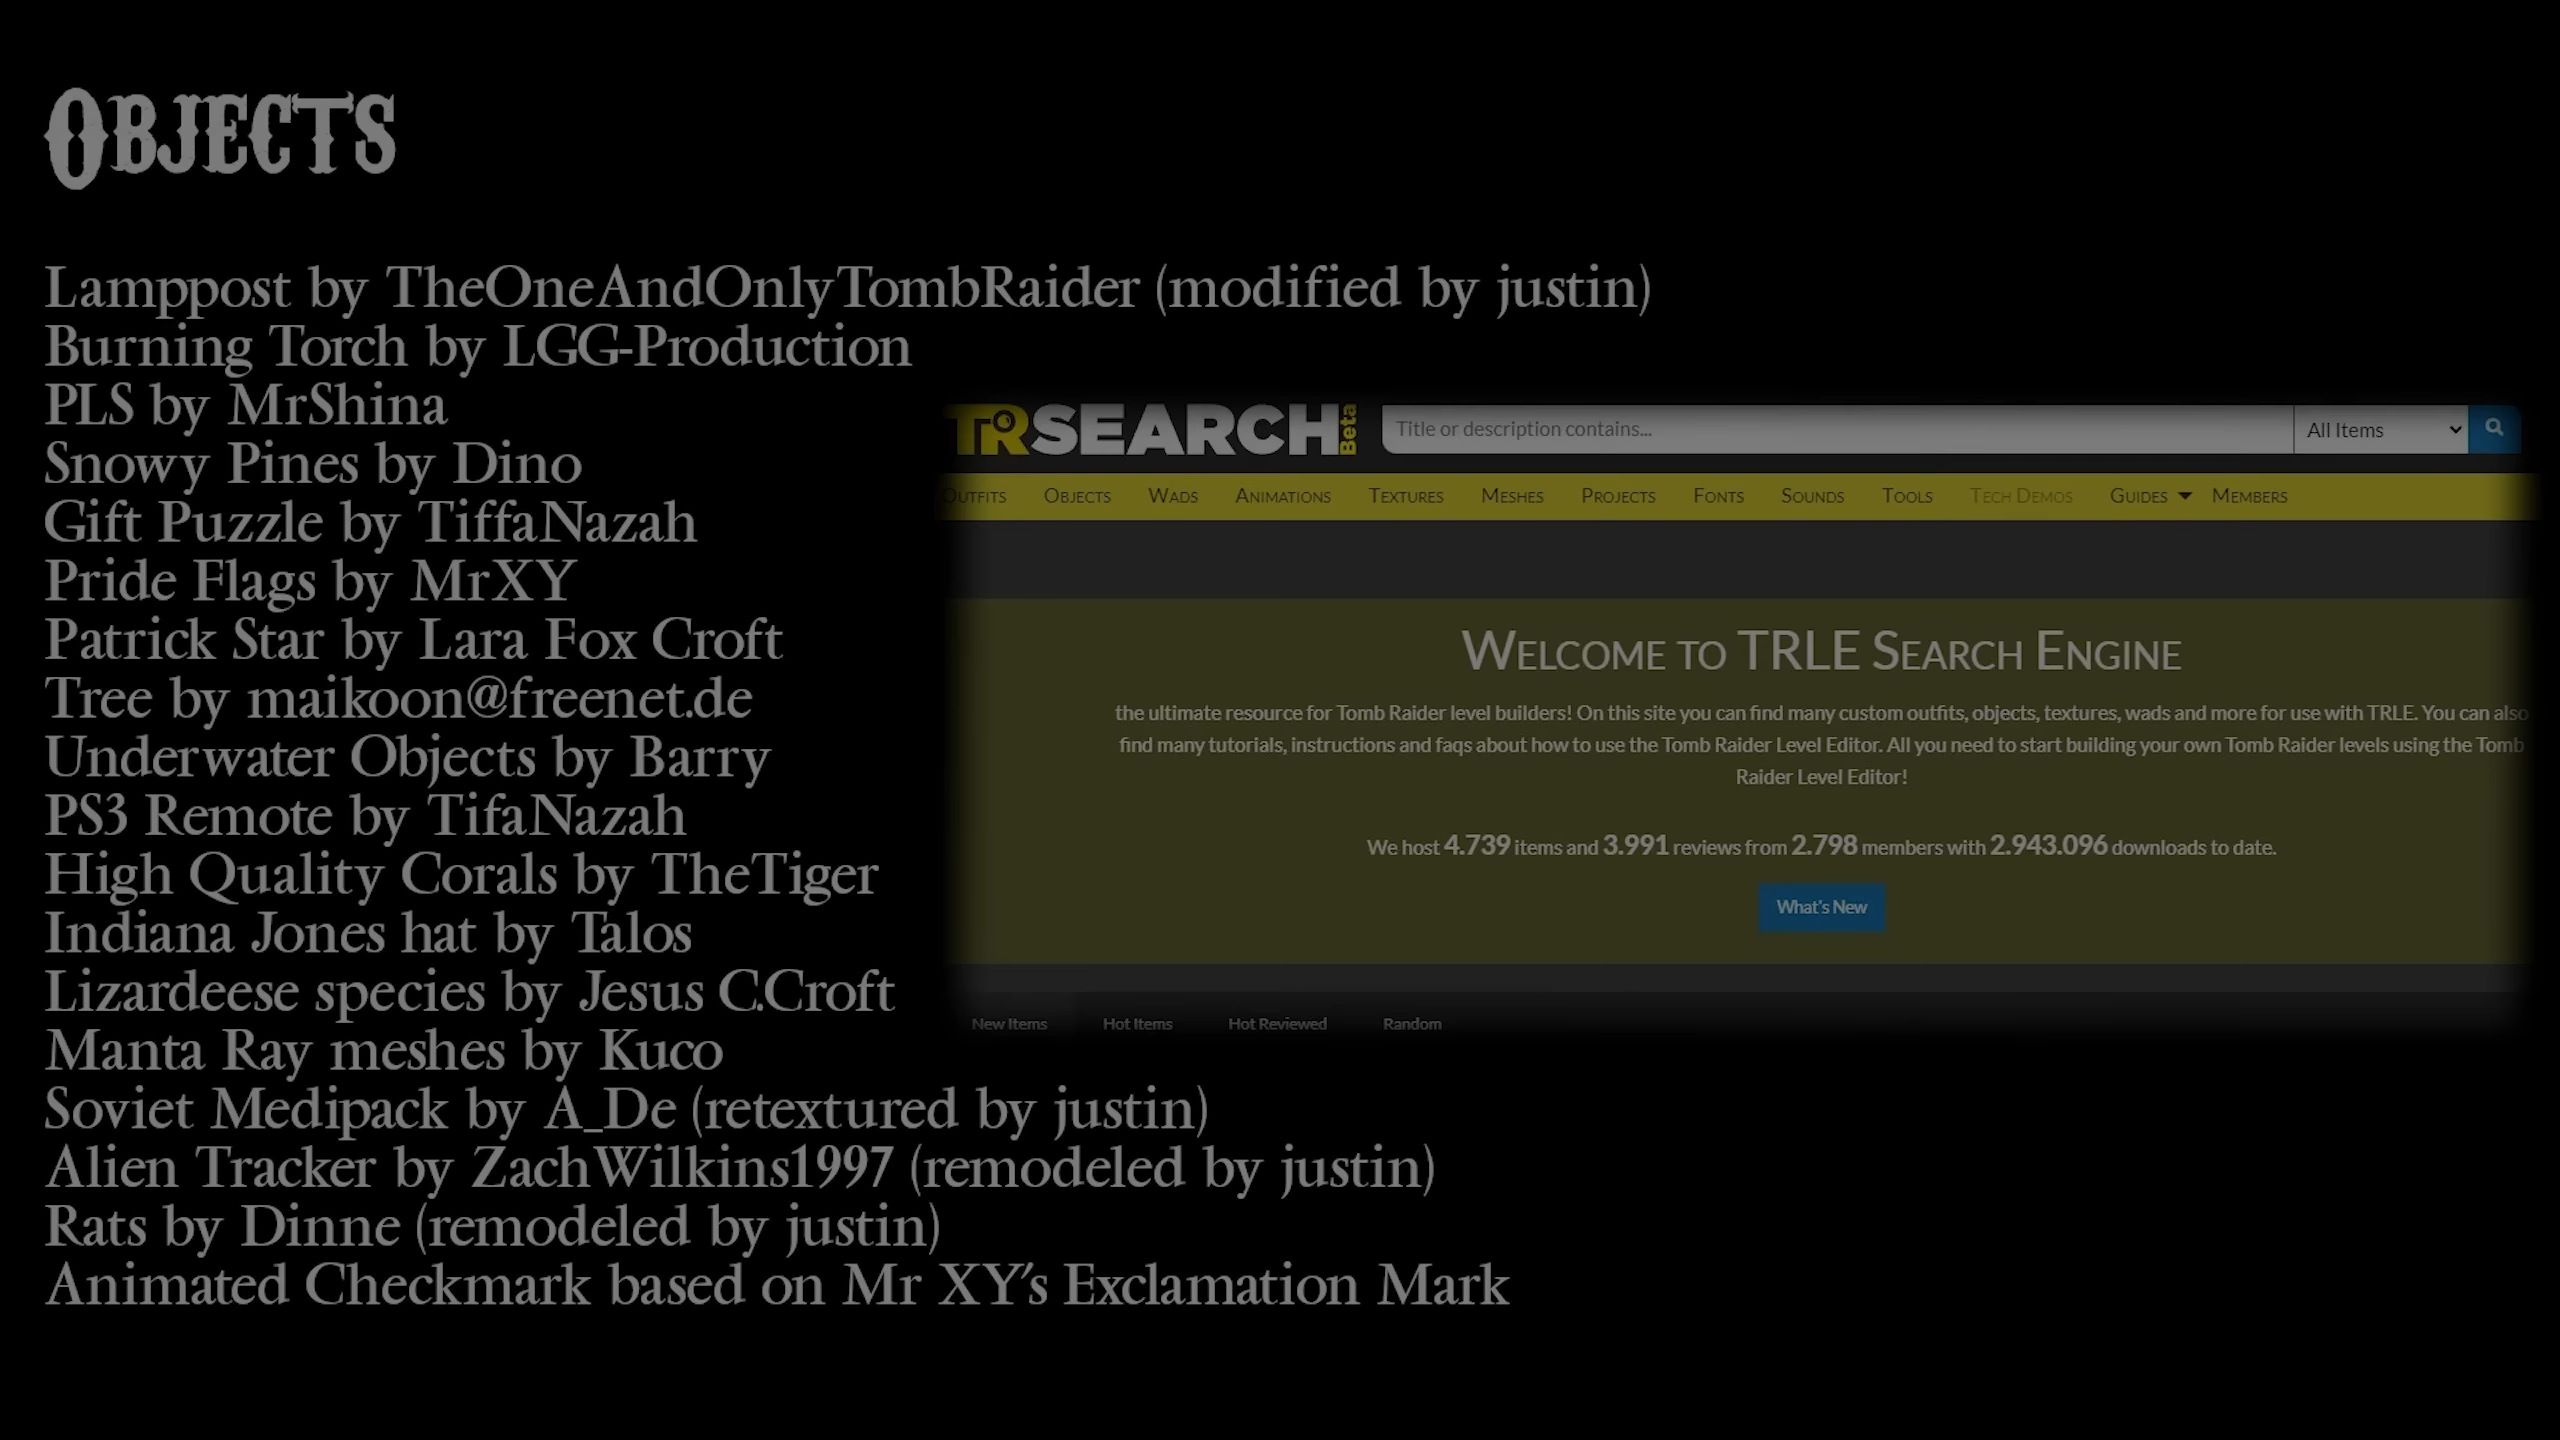 Objects
Lamppost by TheOneAndOnlyTombRaider (modified by justin)
Burning Torch by LGG-Production
PLS by MrShina
Snowy Pines by Dino
Gift Puzzle by TiffaNazah
Pride Flags by MrXY
Patrick Star by Lara Fox Croft
Tree by maikoon@freenet.de
Underwater Objects by Barry
PS3 Remote by TifaNazah
High Quality Corals by TheTiger
Indiana Jones hat by Talos
Lizardeese species by Jesus C.Croft
Manta Ray meshes by Kuco
Soviet Medipack by A_De (retextured by justin)
Alien Tracker by ZachWilkins1997 (remodeled by justin)
Rats by Dinne (remodeled by justin)
Animated Checkmark based on Mr XY's Exclamation Mark
TRSEARCH Beta
Title or description contains...
All Items
Outfits Objects Wads Animations Textures Meshes Projects Fonts Sounds Tools Tech Demos Guides Members
Welcome to TRLE Search Engine
the ultimate resource for Tomb Raider level builders! On this site you can find many custom outfits, objects, textures, wads and more for use with TRLE. You can also
find many tutorials, instructions and faqs about how to use the Tomb Raider Level Editor. All you need to start building your own Tomb Raider levels using the Tomb
Raider Level Editor!
We host 4.739 items and 3.991 reviews from 2.798 members with 2.943.096 downloads to date.
What's New
New Items Hot Items Hot Reviewed Random